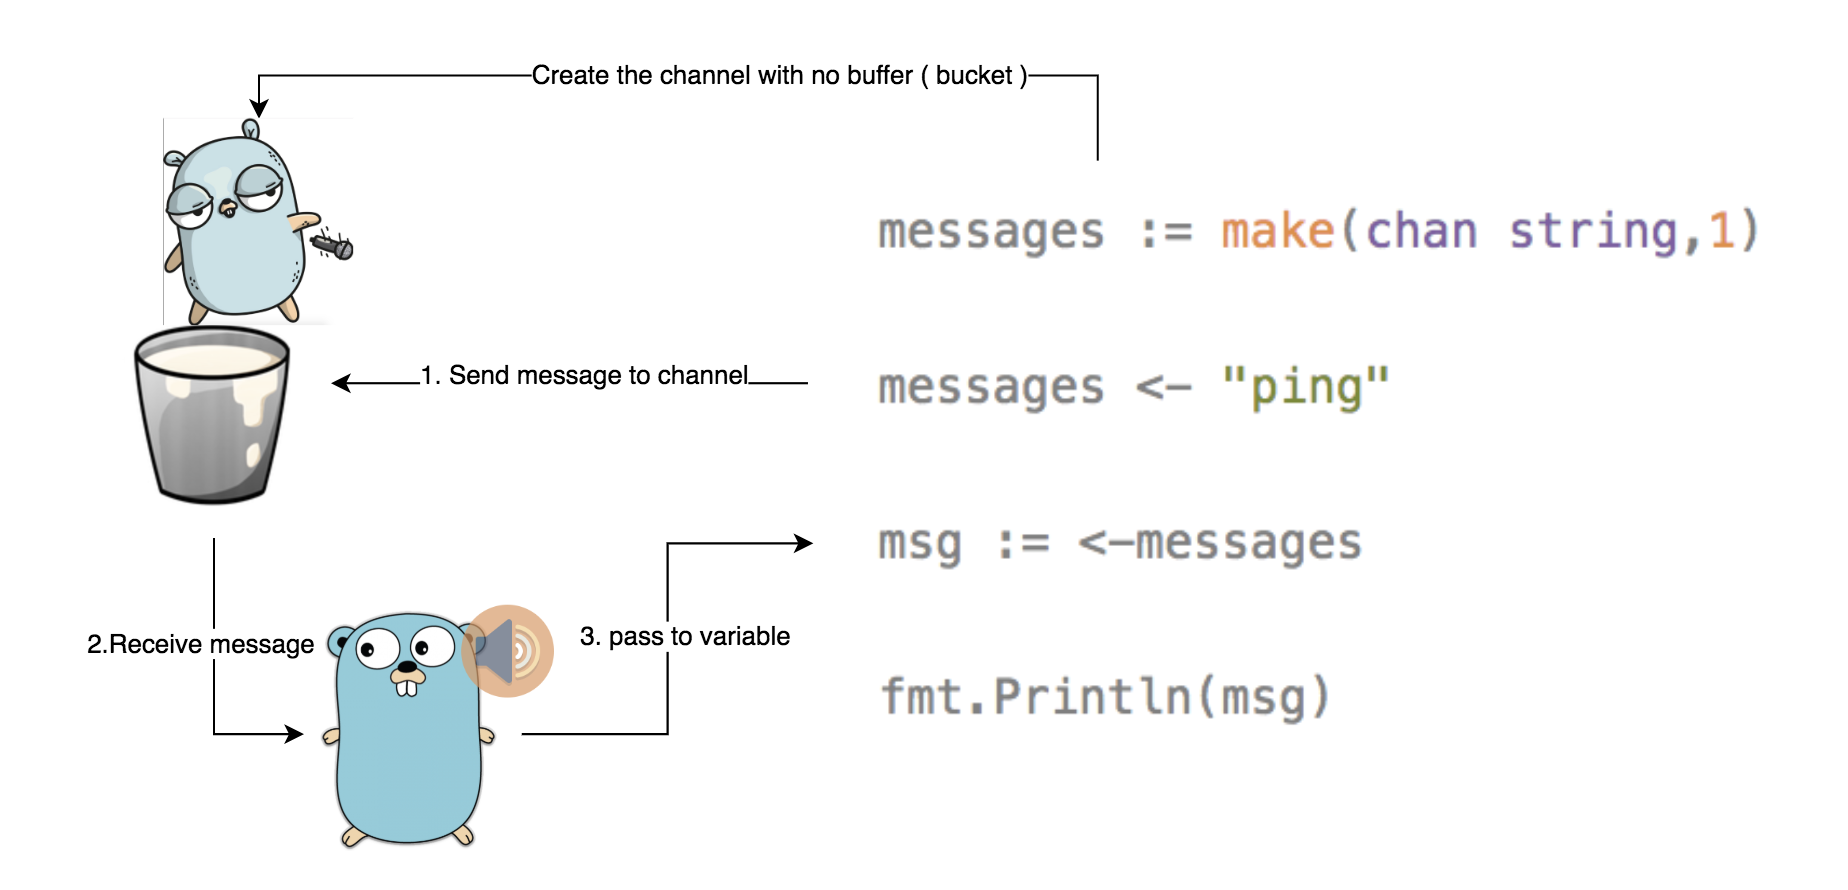 Create the channel with no buffer ( bucket )
messages := make(chan string,1)
1. Send message to channel
messages <- "ping"
msg := <-messages
2.Receive message
3. pass to variable
fmt.Println(msg)